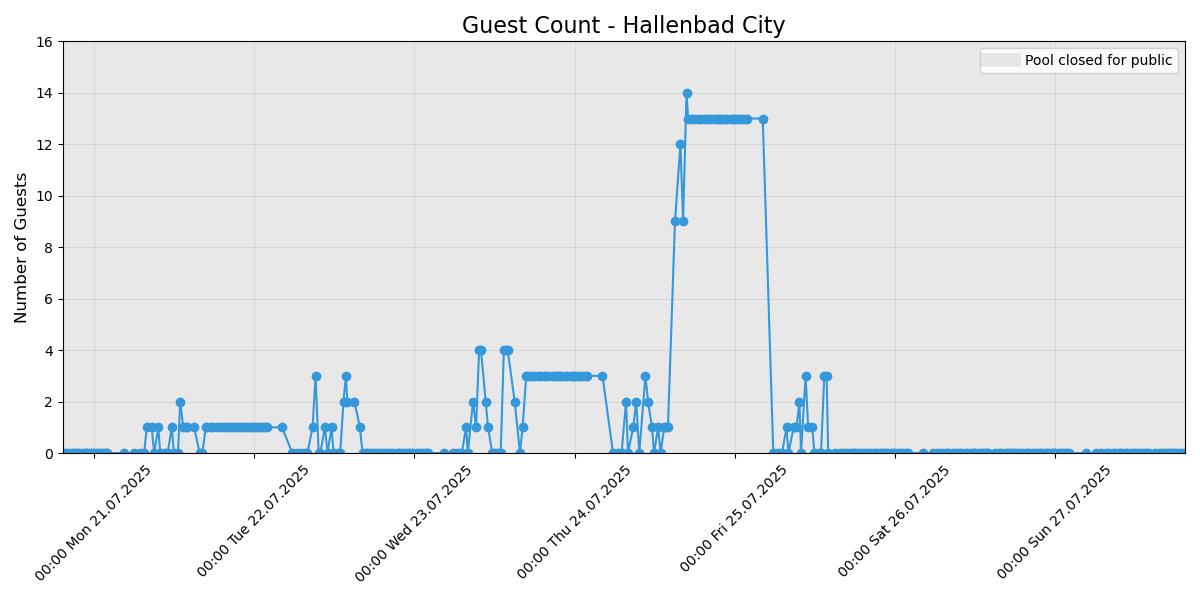 Guest Count - Hallenbad City
Pool closed for public
Number of Guests
16
14
12
10
8
6
4
2
0
00:00 Mon 21.07.2025
00:00 Tue 22.07.2025
00:00 Wed 23.07.2025
00:00 Thu 24.07.2025
00:00 Fri 25.07.2025
00:00 Sat 26.07.2025
00:00 Sun 27.07.2025